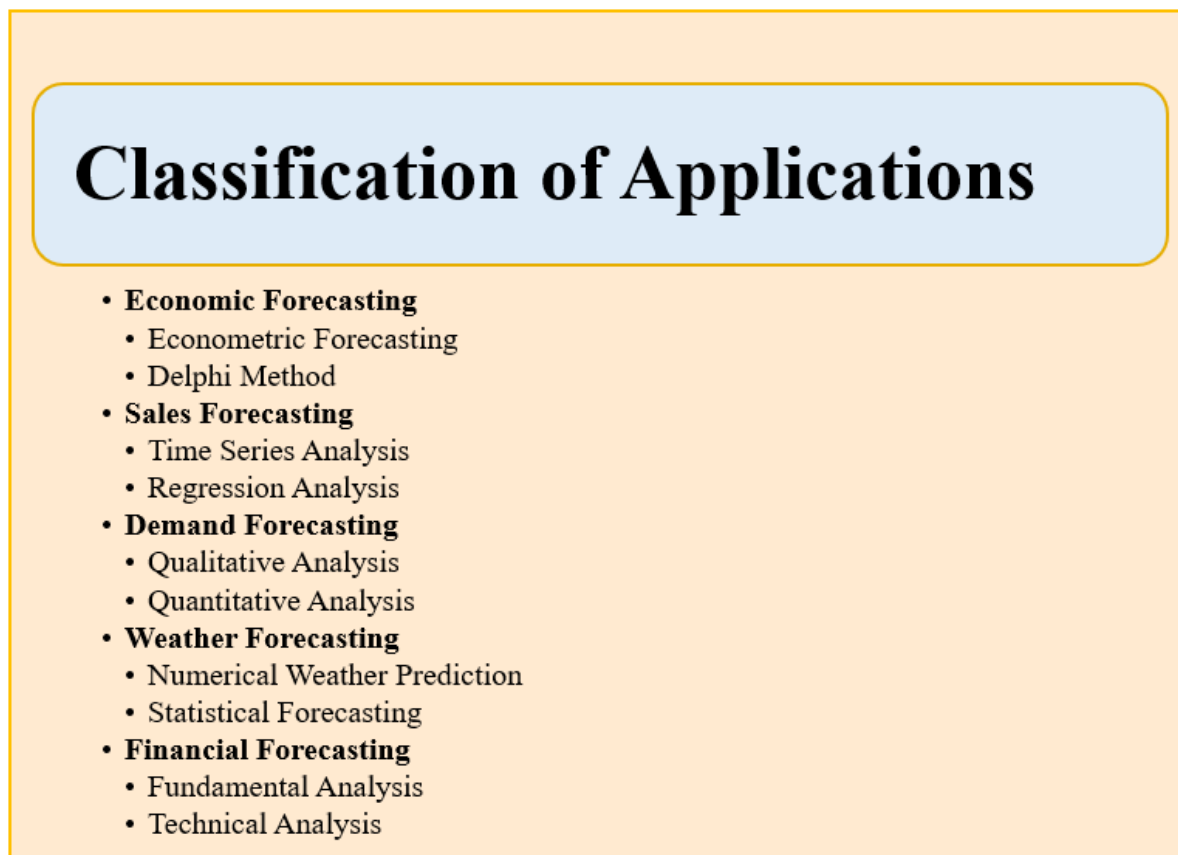 Classification of Applications
• Economic Forecasting
• Econometric Forecasting
• Delphi Method
• Sales Forecasting
• Time Series Analysis
• Regression Analysis
• Demand Forecasting
• Qualitative Analysis
• Quantitative Analysis
• Weather Forecasting
• Numerical Weather Prediction
• Statistical Forecasting
• Financial Forecasting
• Fundamental Analysis
• Technical Analysis